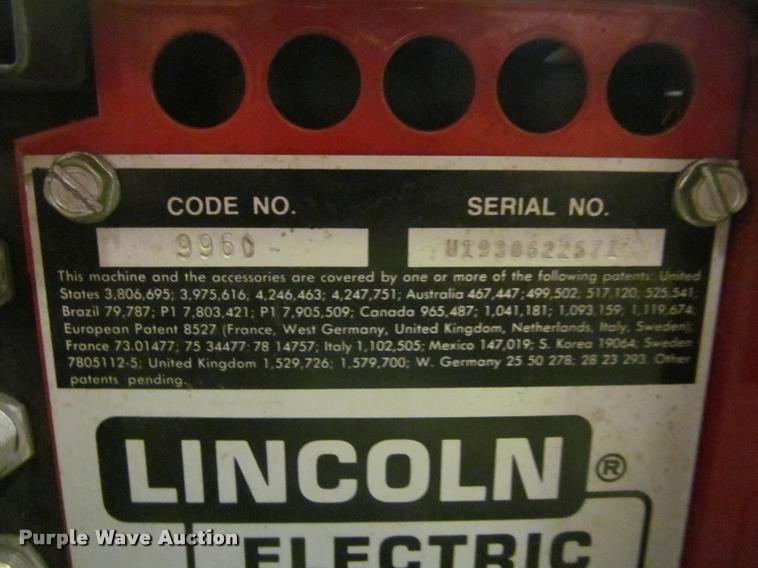 CODE NO. SERIAL NO.
9960 U1930622571
This machine and the accessories are covered by one or more of the following patents: United
States 3,806,695; 3,975,616; 4,246,463; 4,247,751; Australia 467,447; 499,502; 517,120; 525,541;
Brazil 79,787; P1 7,803,421; P1 7,905,509; Canada 965,487; 1,041,181; 1,093,159; 1,119,674;
European Patent 8527 (France, West Germany, United Kingdom, Netherlands, Italy, Sweden);
France 73.01477; 75 34477; 78 14757; Italy 1,102,505; Mexico 147,019; S. Korea 19064; Sweden
7805112-5; United Kingdom 1,529,726; 1,579,700; W. Germany 25 50 278; 28 23 293. Other
patents pending.
LINCOLN ®
ELECTRIC
Purple Wave Auction